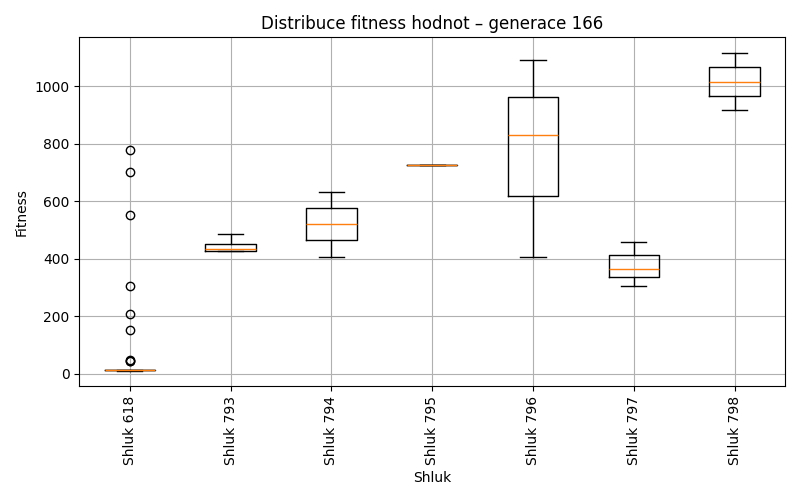 Distribuce fitness hodnot – generace 166
Fitness
1000
800
600
400
200
0
Shluk 618
Shluk 793
Shluk 794
Shluk 795
Shluk 796
Shluk 797
Shluk 798
Shluk